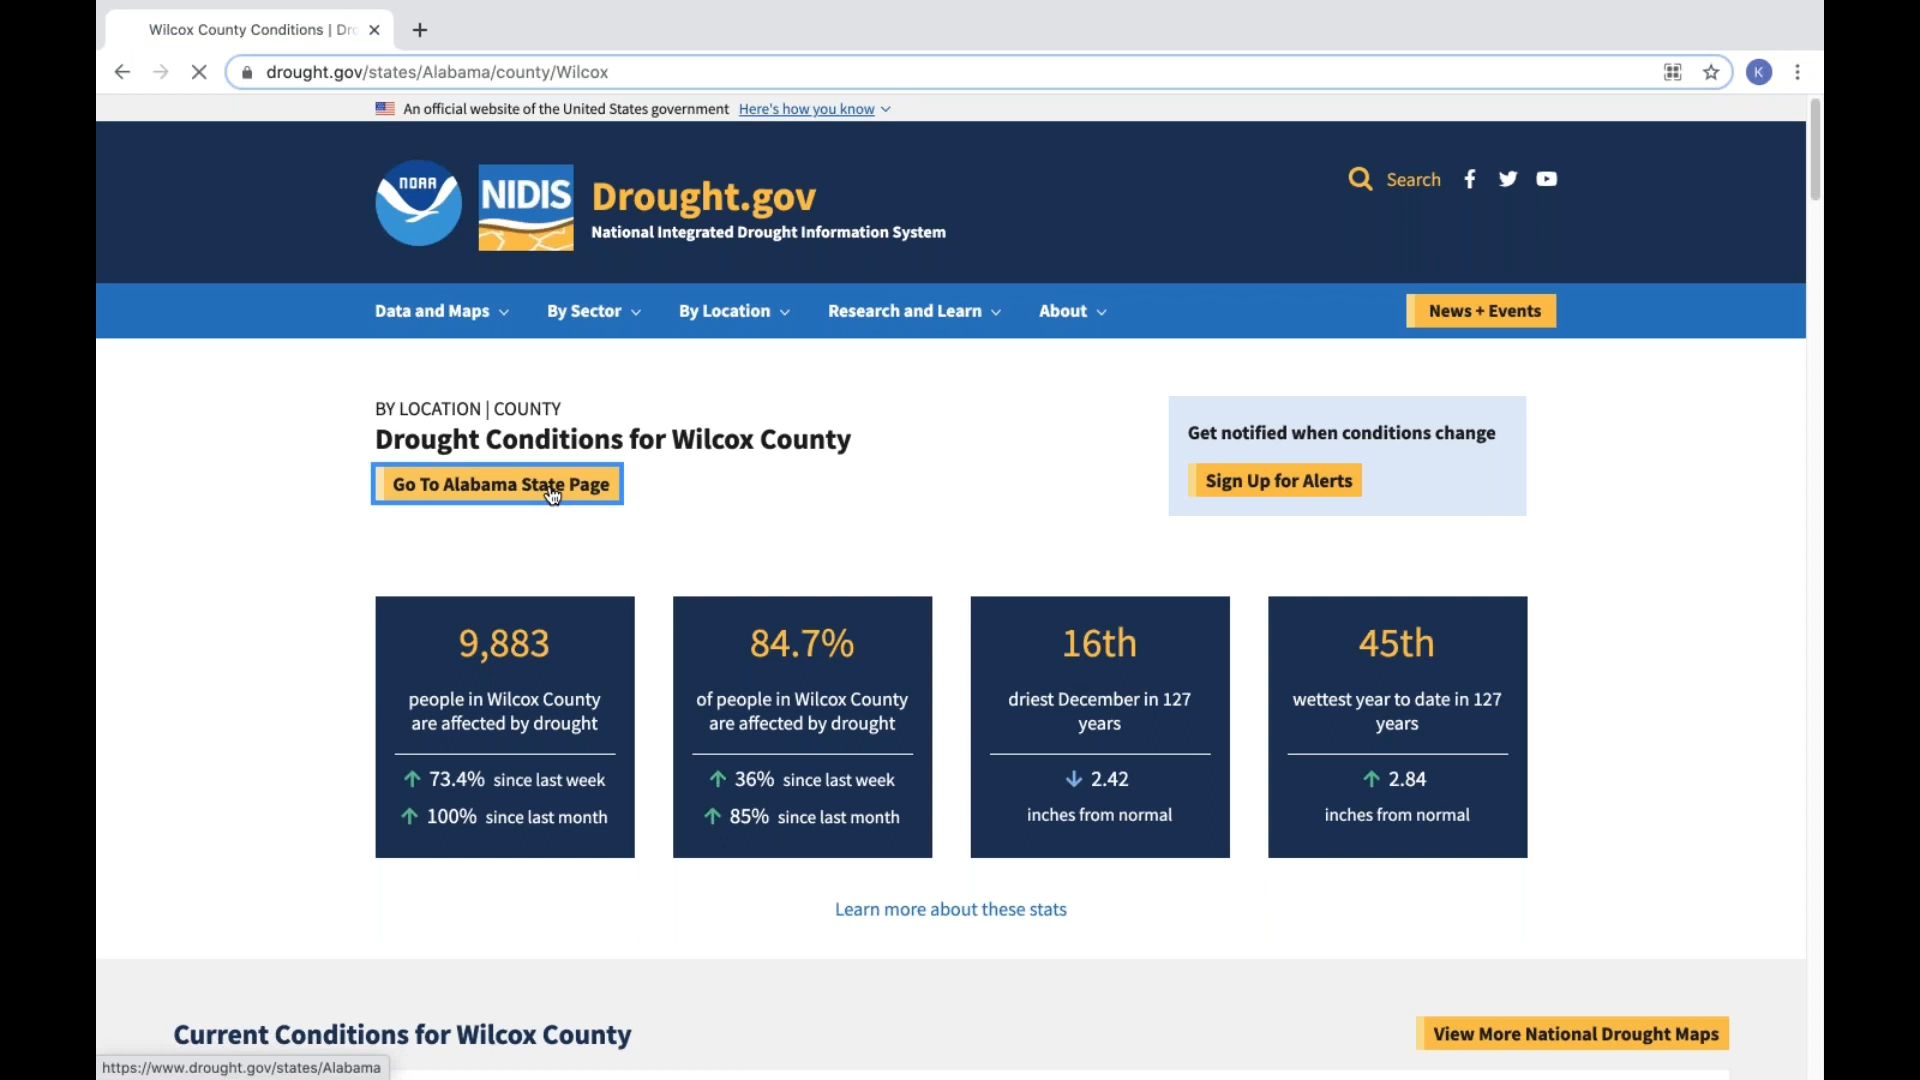 Wilcox County Conditions | Dro
drought.gov/states/Alabama/county/Wilcox
K
An official website of the United States government Here's how you know
NOAA
NIDIS
Drought.gov
National Integrated Drought Information System
Search
Data and Maps
By Sector
By Location
Research and Learn
About
News + Events
BY LOCATION | COUNTY
Drought Conditions for Wilcox County
Go To Alabama State Page
Get notified when conditions change
Sign Up for Alerts
9,883
people in Wilcox County
are affected by drought
73.4% since last week
100% since last month
84.7%
of people in Wilcox County
are affected by drought
36% since last week
85% since last month
16th
driest December in 127
years
2.42
inches from normal
45th
wettest year to date in 127
years
2.84
inches from normal
Learn more about these stats
Current Conditions for Wilcox County
View More National Drought Maps
https://www.drought.gov/states/Alabama